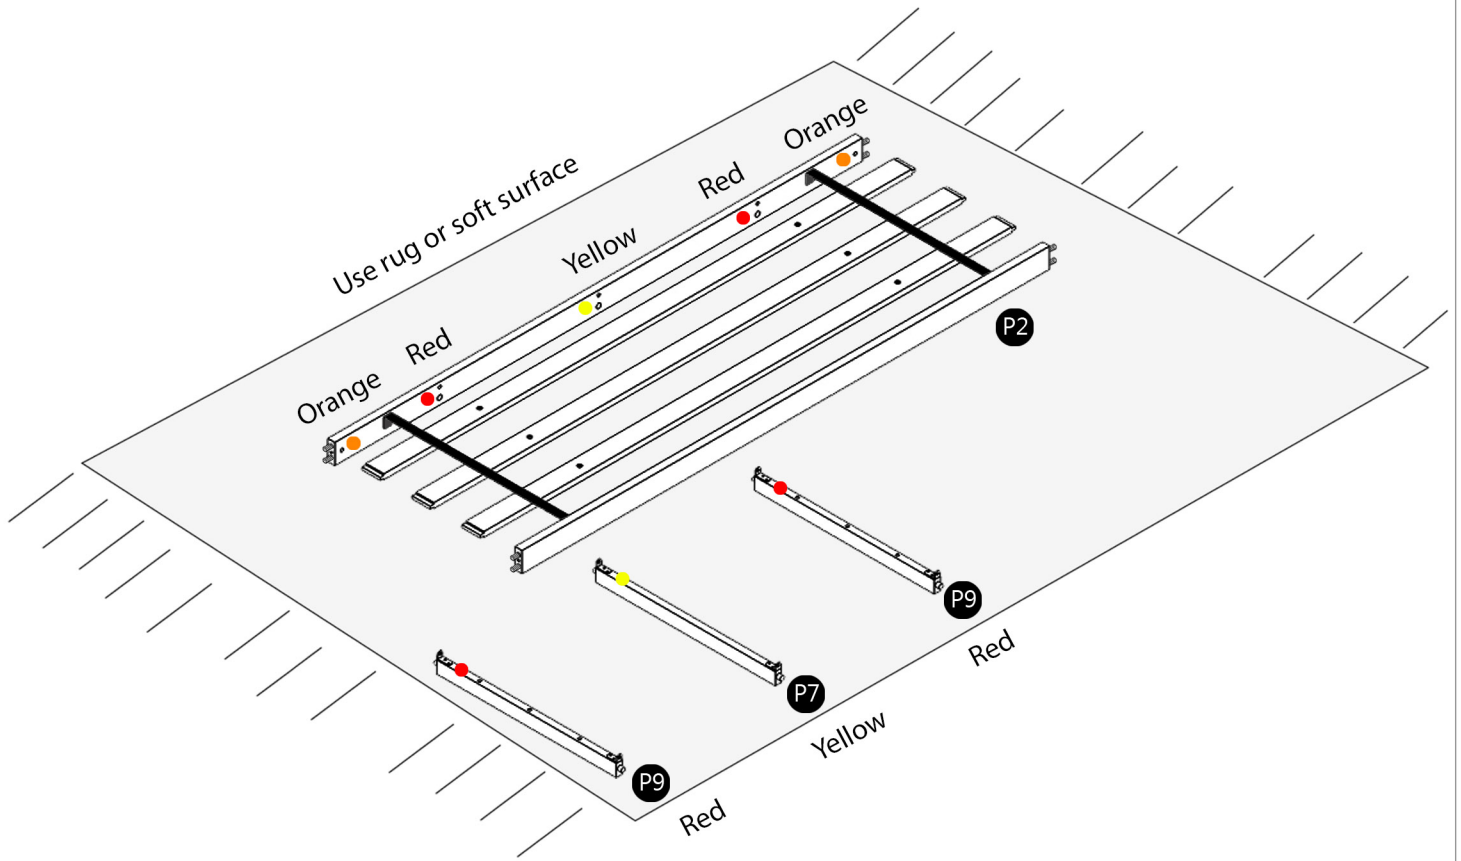 Orange
Red
Use rug or soft surface
Yellow
Red
Orange
P2
P9
Red
P7
Yellow
P9
Red